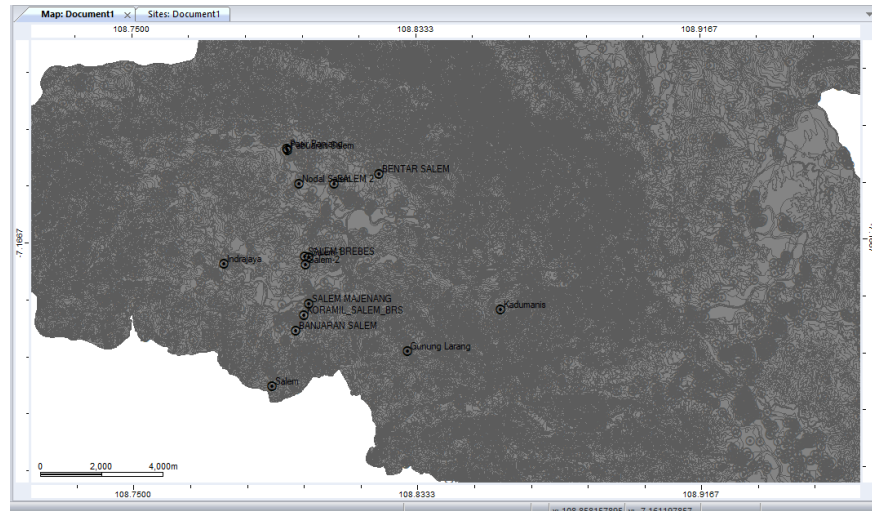 Map: Document1
Sites: Document1
108.7500 108.8333 108.9167
BENTAR SALEM
Nodal Salem
SALEM 2
-7.1667
SALEM BREBES
Indrajaya
Salem-2
SALEM MAJENANG
KORAMIL_SALEM_BRS
Kadumanis
BANJARAN SALEM
Gunung Larang
Salem
0 2,000 4,000m
108.7500 108.8333 108.9167